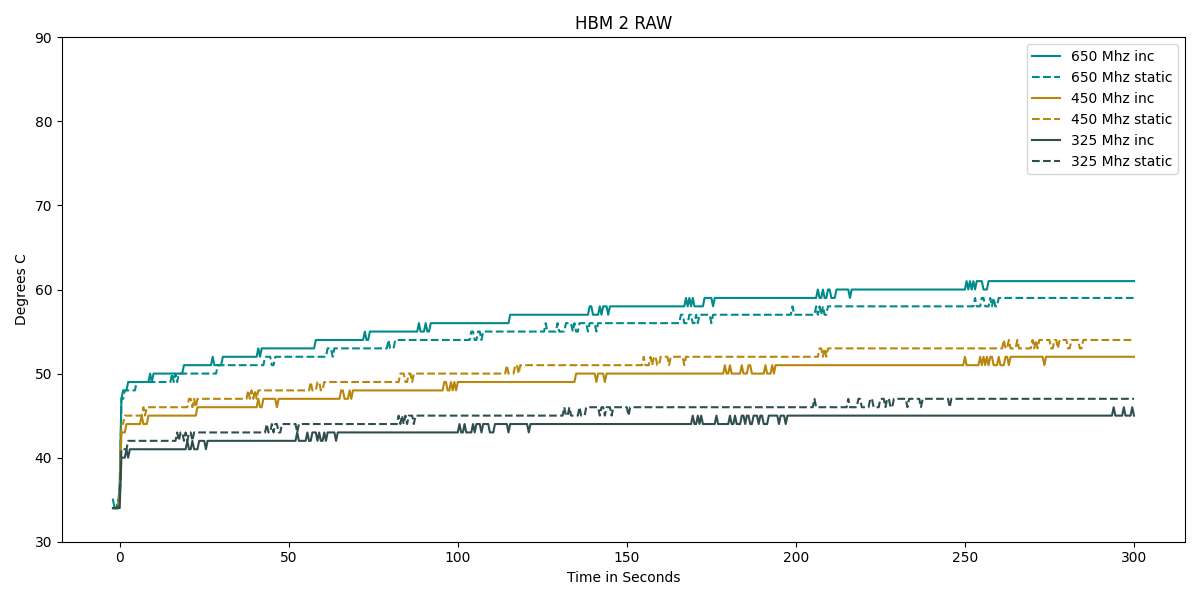 HBM 2 RAW
Degrees C
90
80
70
60
50
40
30
650 Mhz inc
650 Mhz static
450 Mhz inc
450 Mhz static
325 Mhz inc
325 Mhz static
0 50 100 150 200 250 300
Time in Seconds